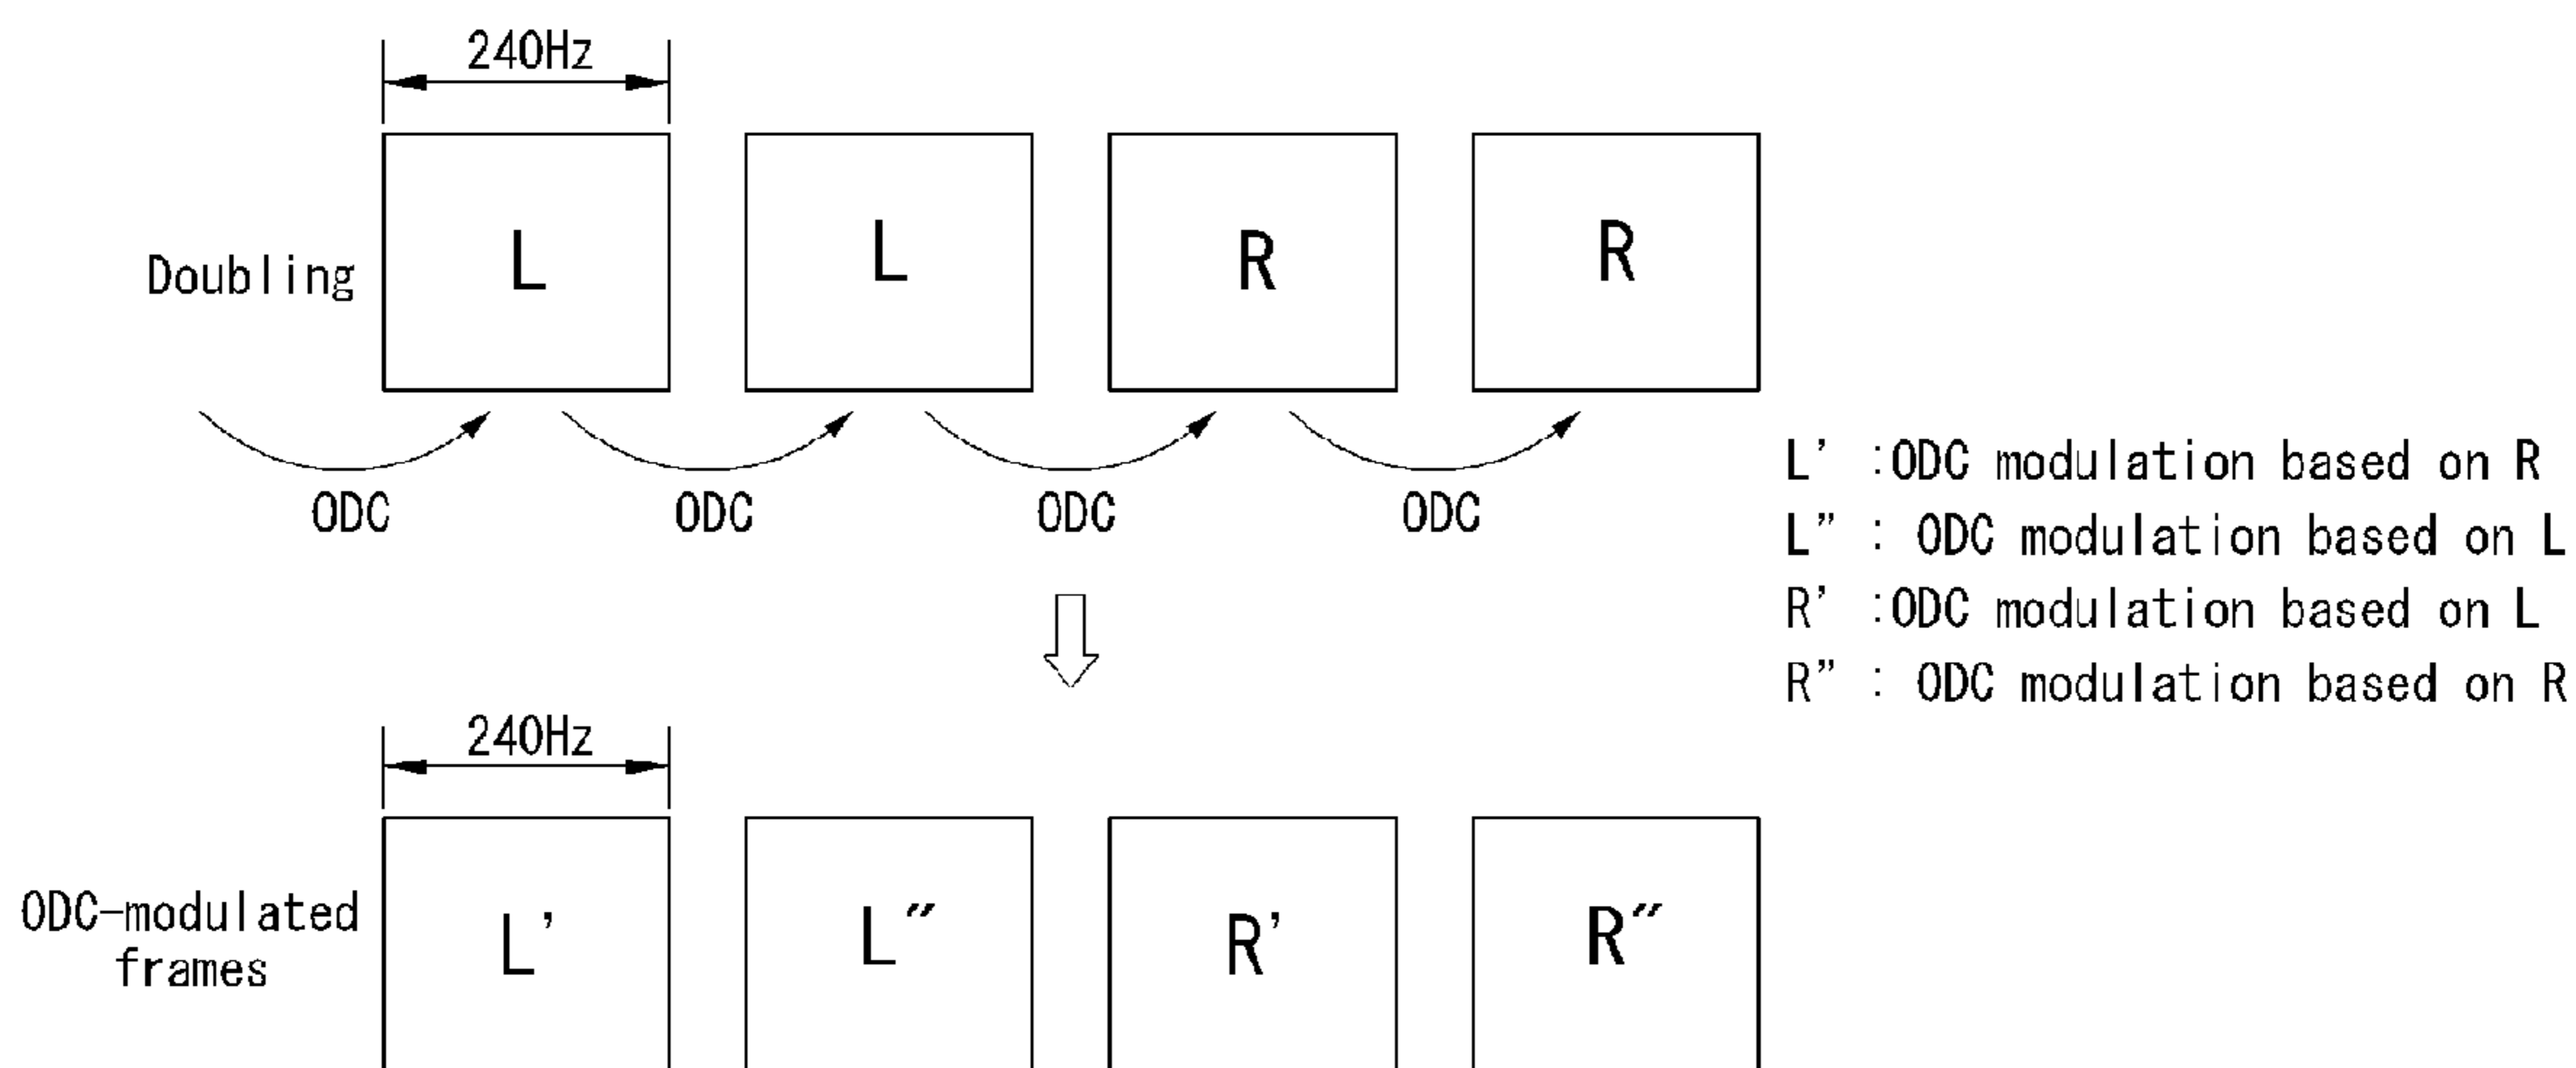 240Hz
Doubling
L
L
R
R
ODC
ODC
ODC
ODC
L' :ODC modulation based on R
L" : ODC modulation based on L
R' :ODC modulation based on L
R" : ODC modulation based on R
240Hz
ODC-modulated
frames
L'
L"
R'
R"